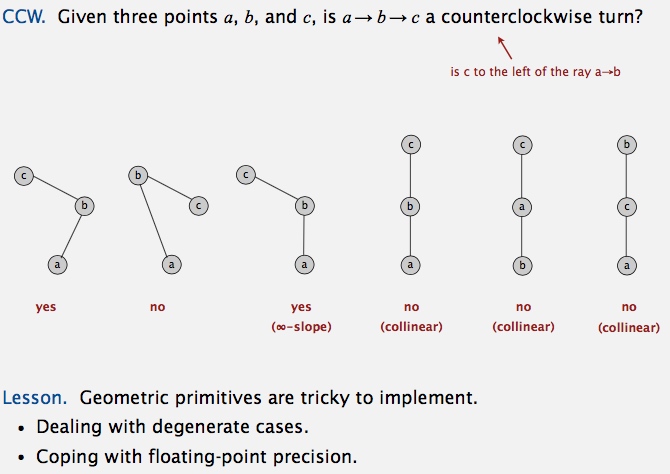 CCW. Given three points a, b, and c, is a→b→c a counterclockwise turn?
is c to the left of the ray a→b
c b a
b c a
c b a
c b a
c a b
b c a
yes no yes no no no
(∞-slope) (collinear) (collinear) (collinear)
Lesson. Geometric primitives are tricky to implement.
• Dealing with degenerate cases.
• Coping with floating-point precision.